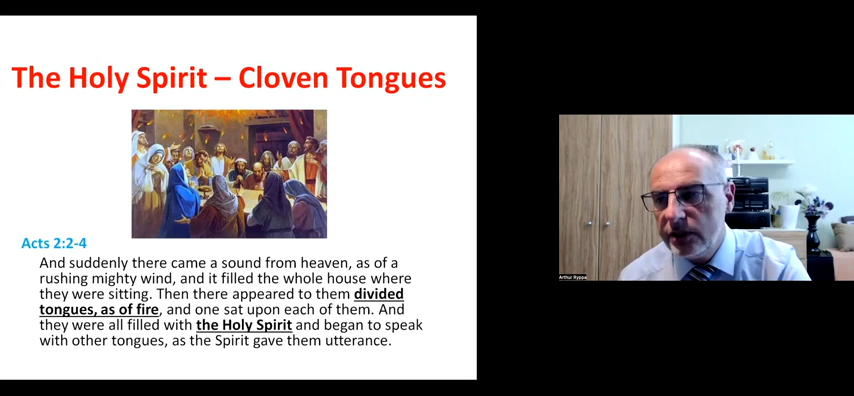 The Holy Spirit – Cloven Tongues
Acts 2:2-4
And suddenly there came a sound from heaven, as of a
rushing mighty wind, and it filled the whole house where
they were sitting. Then there appeared to them divided
tongues, as of fire, and one sat upon each of them. And
they were all filled with the Holy Spirit and began to speak
with other tongues, as the Spirit gave them utterance.
Arthur Ryppa